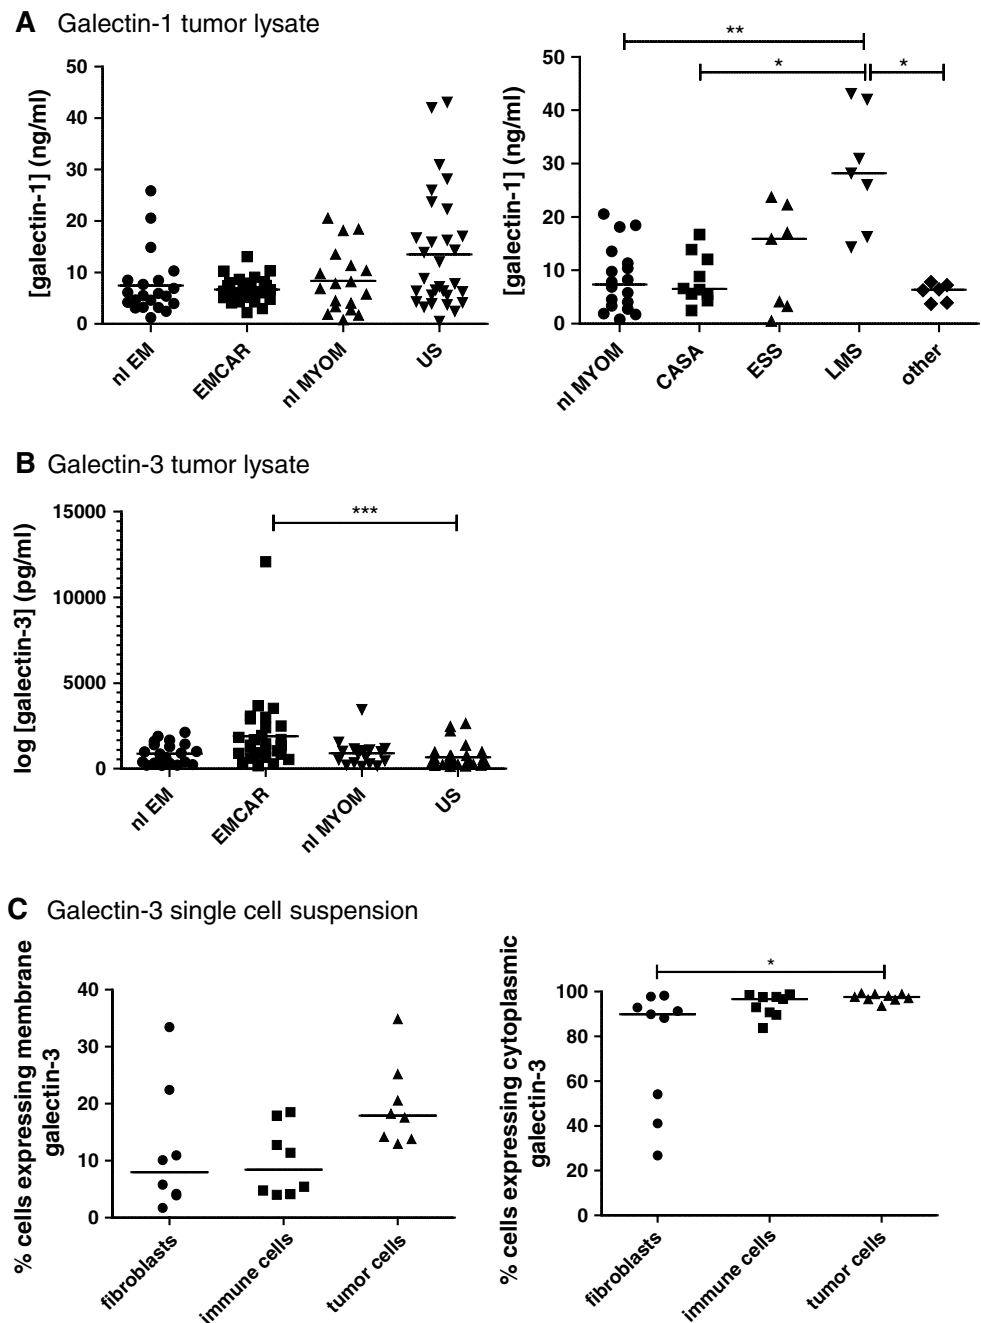 A Galectin-1 tumor lysate
[galectin-1] (ng/ml)
50
40
30
20
10
0
nl EM
EMCAR
nl MYOM
US
**
*
*
[galectin-1] (ng/ml)
50
40
30
20
10
0
nl MYOM
CASA
ESS
LMS
other
B Galectin-3 tumor lysate
log [galectin-3] (pg/ml)
15000
10000
5000
0
***
nl EM
EMCAR
nl MYOM
US
C Galectin-3 single cell suspension
% cells expressing membrane
galectin-3
40
30
20
10
0
fibroblasts
immune cells
tumor cells
% cells expressing cytoplasmic
galectin-3
*
100
80
60
40
20
0
fibroblasts
immune cells
tumor cells